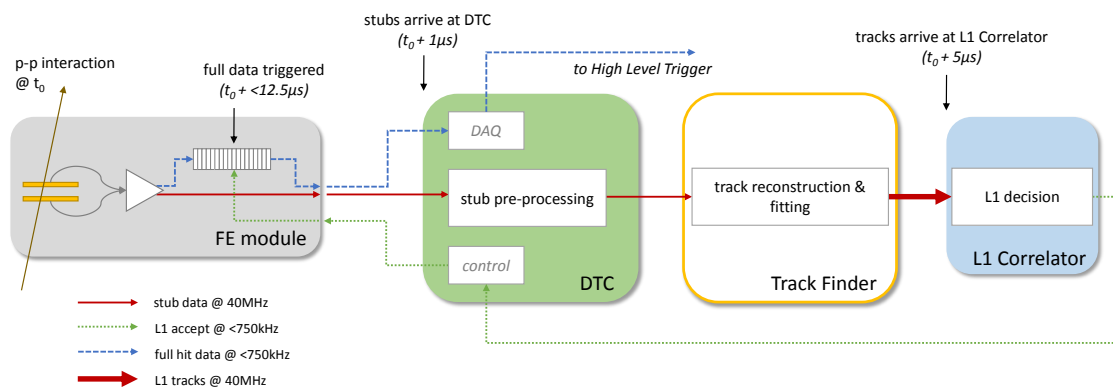 stubs arrive at DTC
(t0 + 1μs)
tracks arrive at L1 Correlator
(t0 + 5μs)
p-p interaction
@ t0
full data triggered
(t0 + <12.5μs)
to High Level Trigger
DAQ
stub pre-processing
track reconstruction &
fitting
L1 decision
FE module
control
DTC
Track Finder
L1 Correlator
stub data @ 40MHz
L1 accept @ <750kHz
full hit data @ <750kHz
L1 tracks @ 40MHz